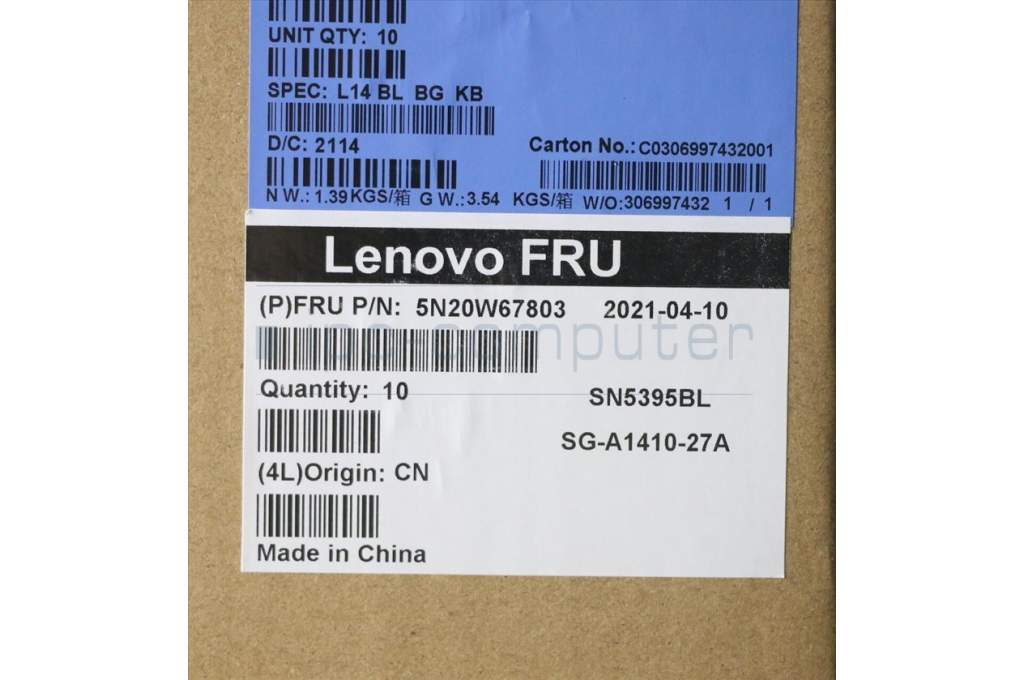 UNIT QTY: 10
SPEC: L14 BL BG KB
D/C: 2114
Carton No.: C0306997432001
N W.: 1.39 KGS/箱 G W.: 3.54 KGS/箱 W/O:306997432 1 / 1
Lenovo FRU
(P)FRU P/N: 5N20W67803 2021-04-10
ipc-computer
Quantity: 10
SN5395BL
SG-A1410-27A
(4L)Origin: CN
Made in China